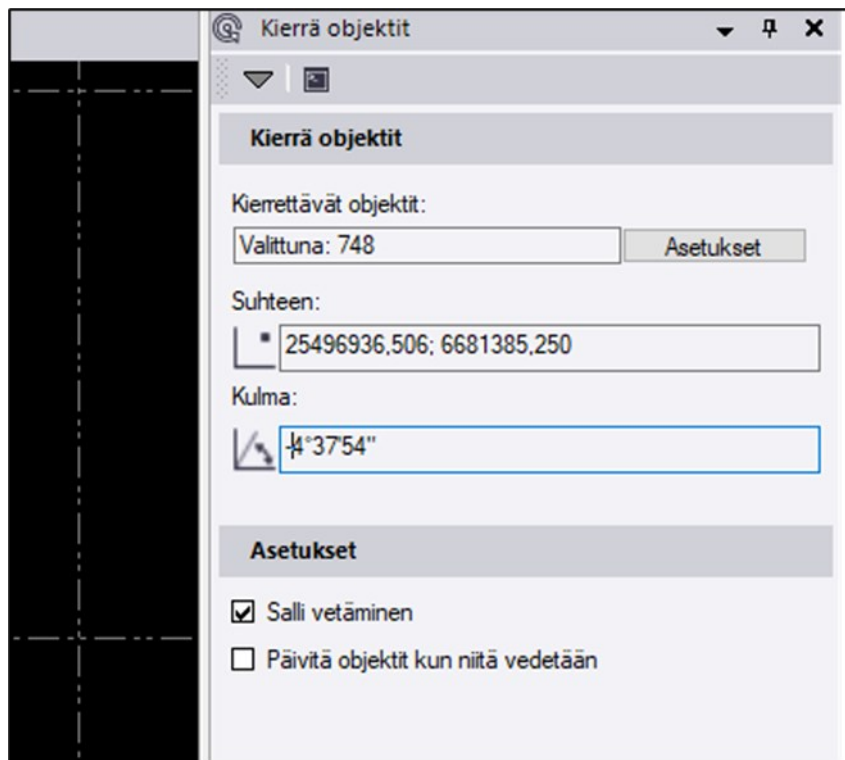 Kierrä objektit
Kierrä objektit
Kierrettävät objektit:
Valittuna: 748
Asetukset
Suhteen:
25496936,506; 6681385,250
Kulma:
-4°37'54"
Asetukset
Salli vetäminen
Päivitä objektit kun niitä vedetään